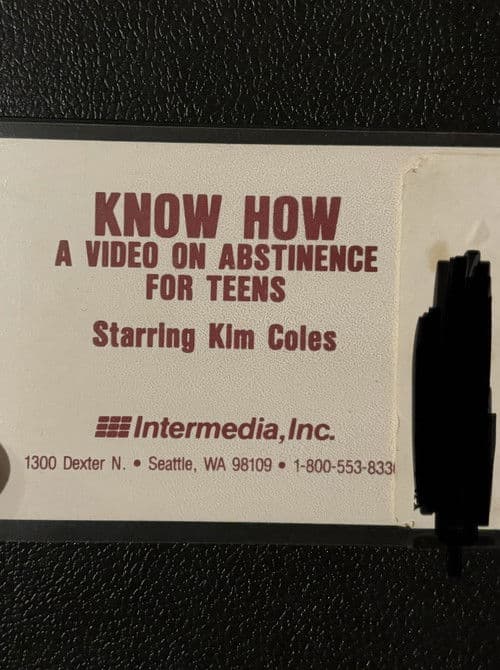 KNOW HOW
A VIDEO ON ABSTINENCE
FOR TEENS
Starring Kim Coles
Intermedia, Inc.
1300 Dexter N. • Seattle, WA 98109 • 1-800-553-833